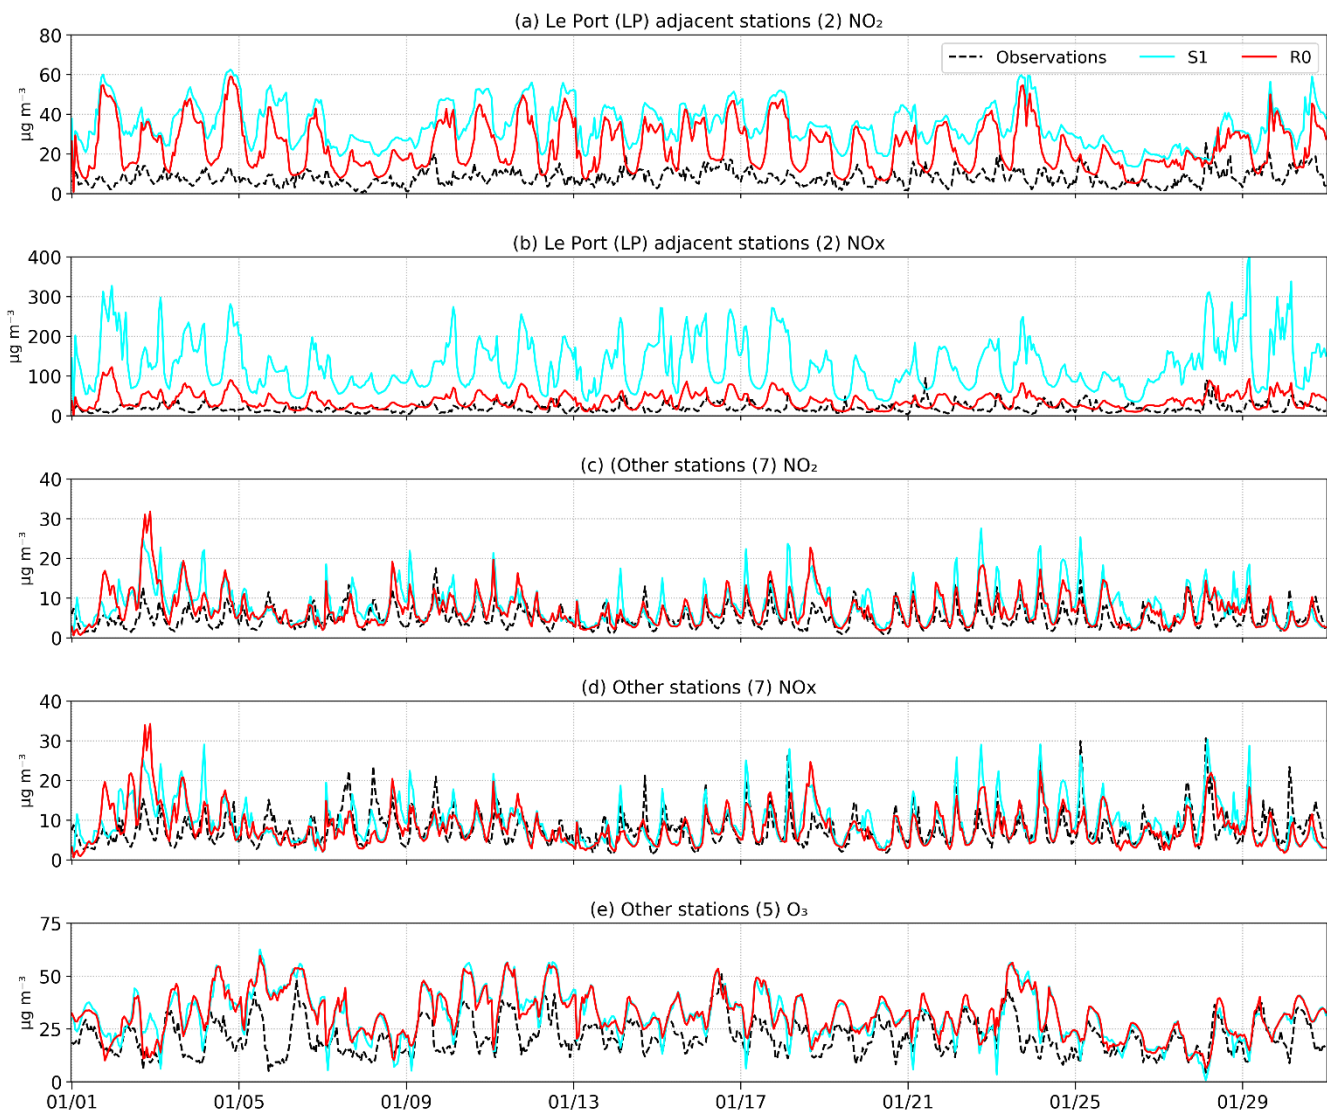 (a) Le Port (LP) adjacent stations (2) NO₂
80
60
40
20
0
µg m⁻³
Observations
S1
R0
(b) Le Port (LP) adjacent stations (2) NOx
400
300
200
100
0
µg m⁻³
(c) (Other stations (7) NO₂
40
30
20
10
0
µg m⁻³
(d) Other stations (7) NOx
40
30
20
10
0
µg m⁻³
(e) Other stations (5) O₃
75
50
25
0
µg m⁻³
01/01 01/05 01/09 01/13 01/17 01/21 01/25 01/29